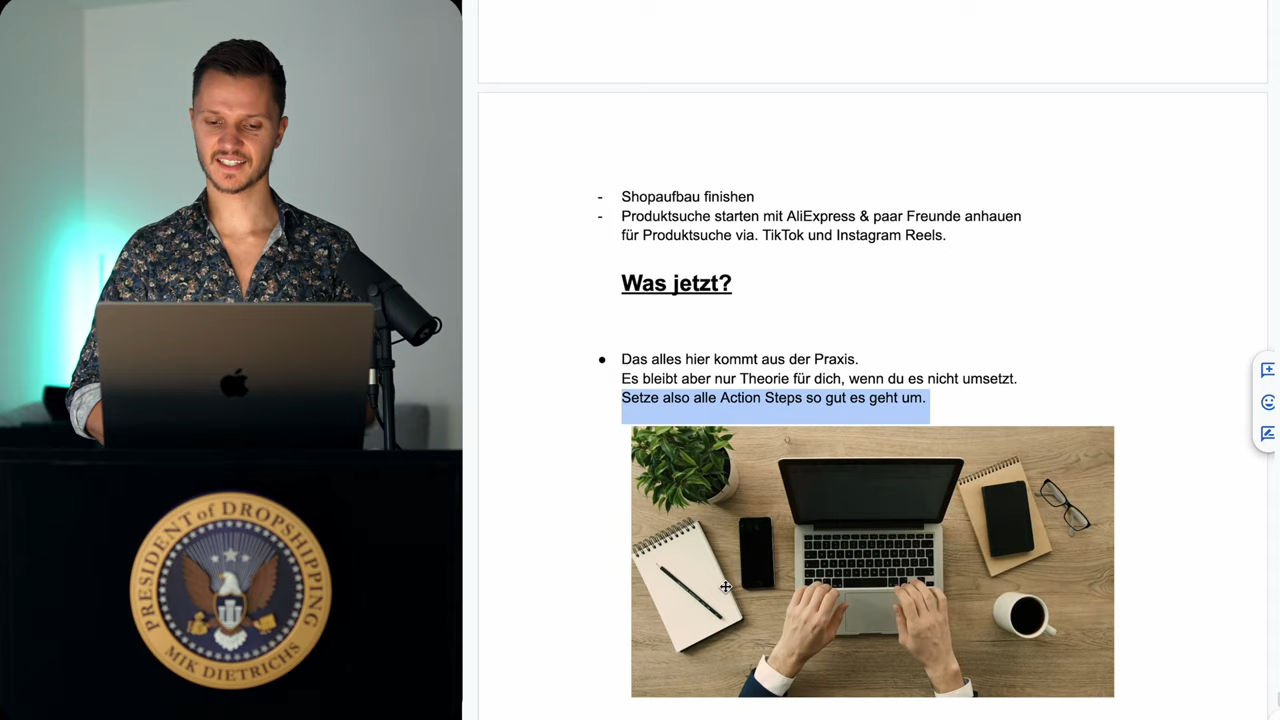 - Shopaufbau finishen
- Produktsuche starten mit AliExpress & paar Freunde anhauen
für Produktsuche via. TikTok und Instagram Reels.
Was jetzt?
● Das alles hier kommt aus der Praxis.
Es bleibt aber nur Theorie für dich, wenn du es nicht umsetzt.
Setze also alle Action Steps so gut es geht um.
PRESIDENT of DROPSHIPPING
MIK DIETRICHS